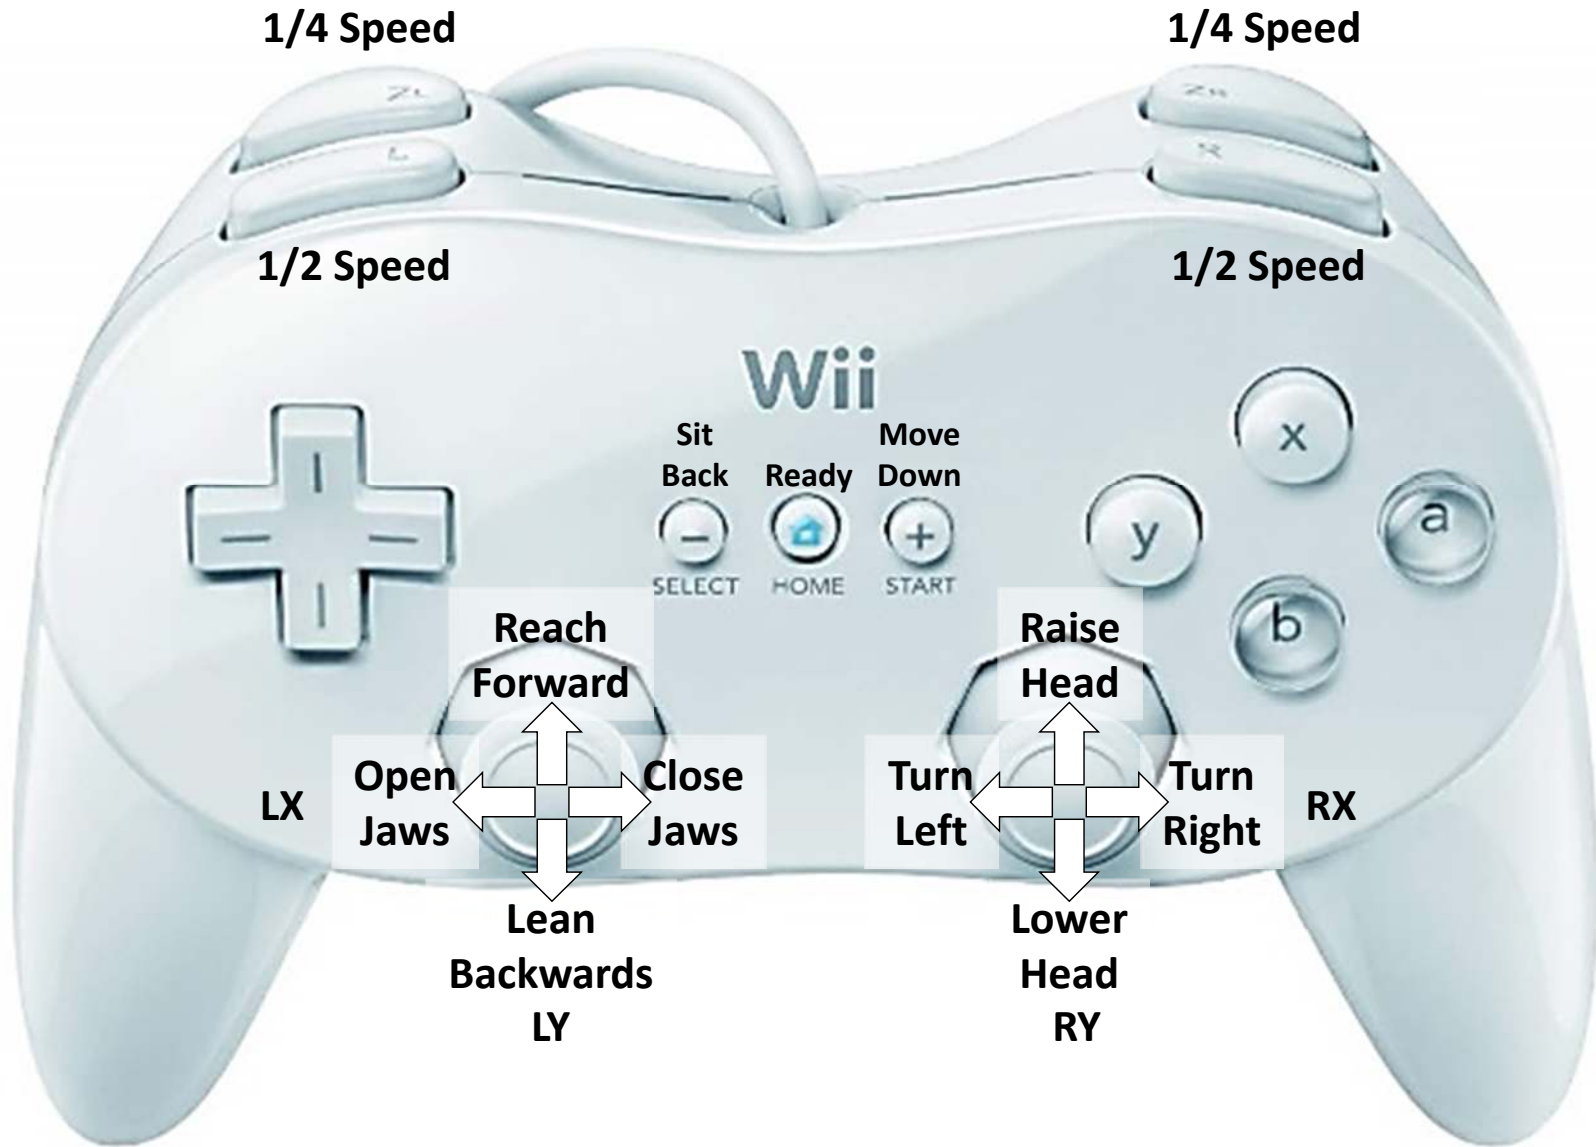 1/4 Speed
1/4 Speed
ZL
ZR
L
R
1/2 Speed
1/2 Speed
Wii
Sit
Back
Ready
Move
Down
x
a
y
b
SELECT
HOME
START
Reach
Forward
Raise
Head
Open
Jaws
Close
Jaws
Turn
Left
Turn
Right
LX
RX
Lean
Backwards
LY
Lower
Head
RY